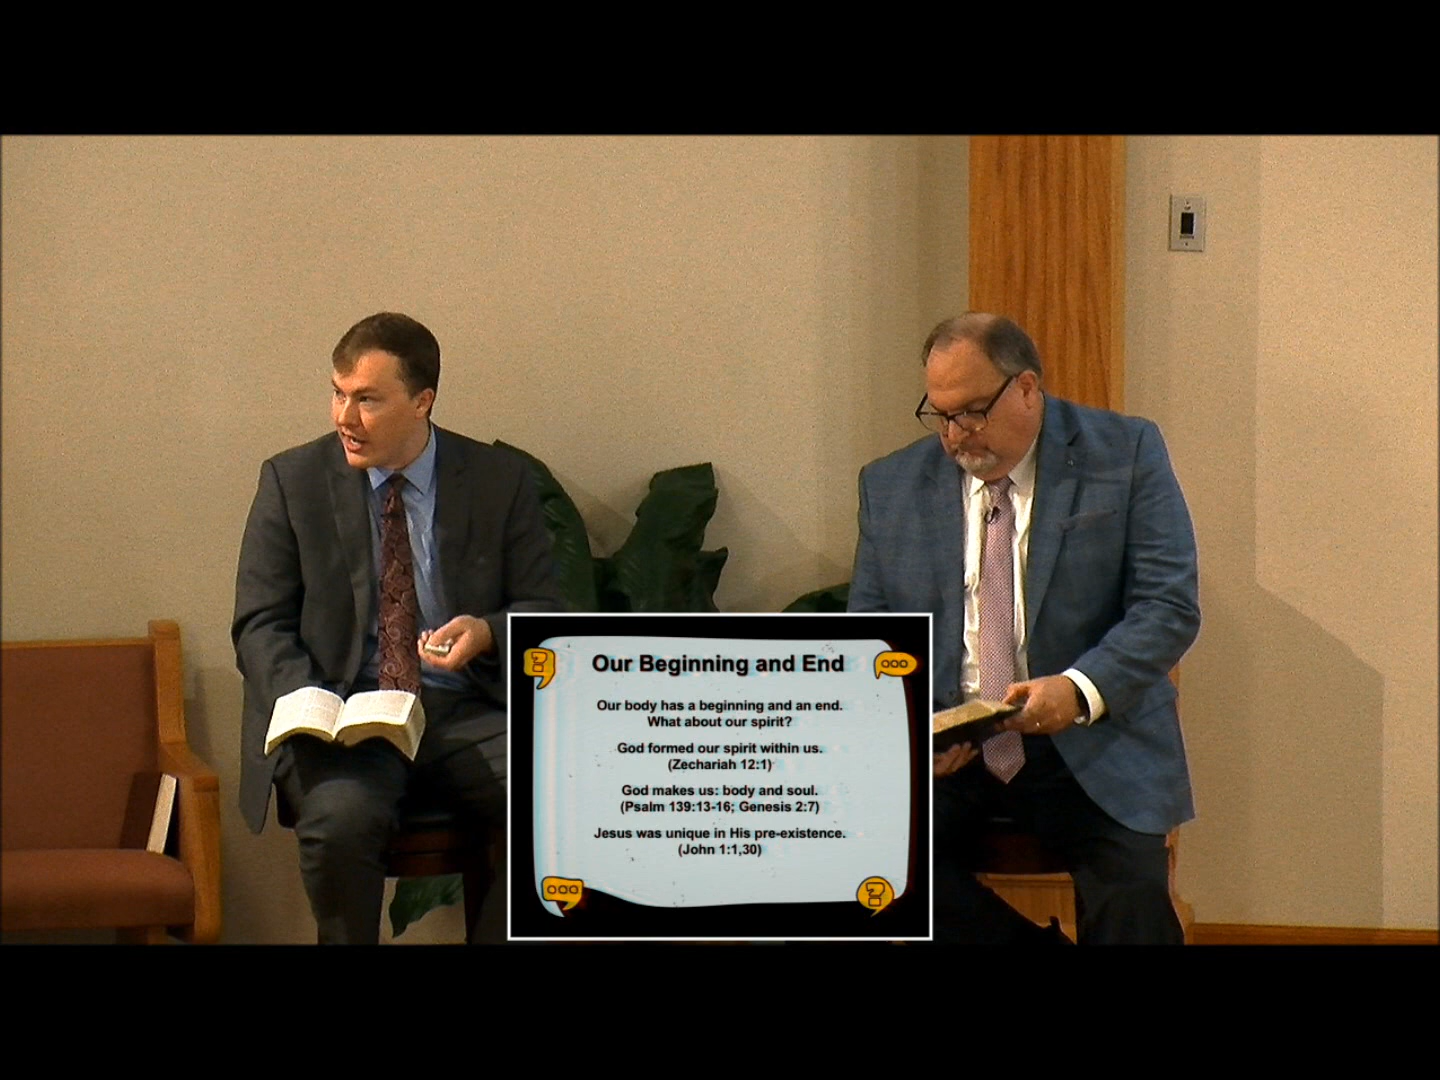 Our Beginning and End
Our body has a beginning and an end.
What about our spirit?
God formed our spirit within us.
(Zechariah 12:1)
God makes us: body and soul.
(Psalm 139:13-16; Genesis 2:7)
Jesus was unique in His pre-existence.
(John 1:1,30)